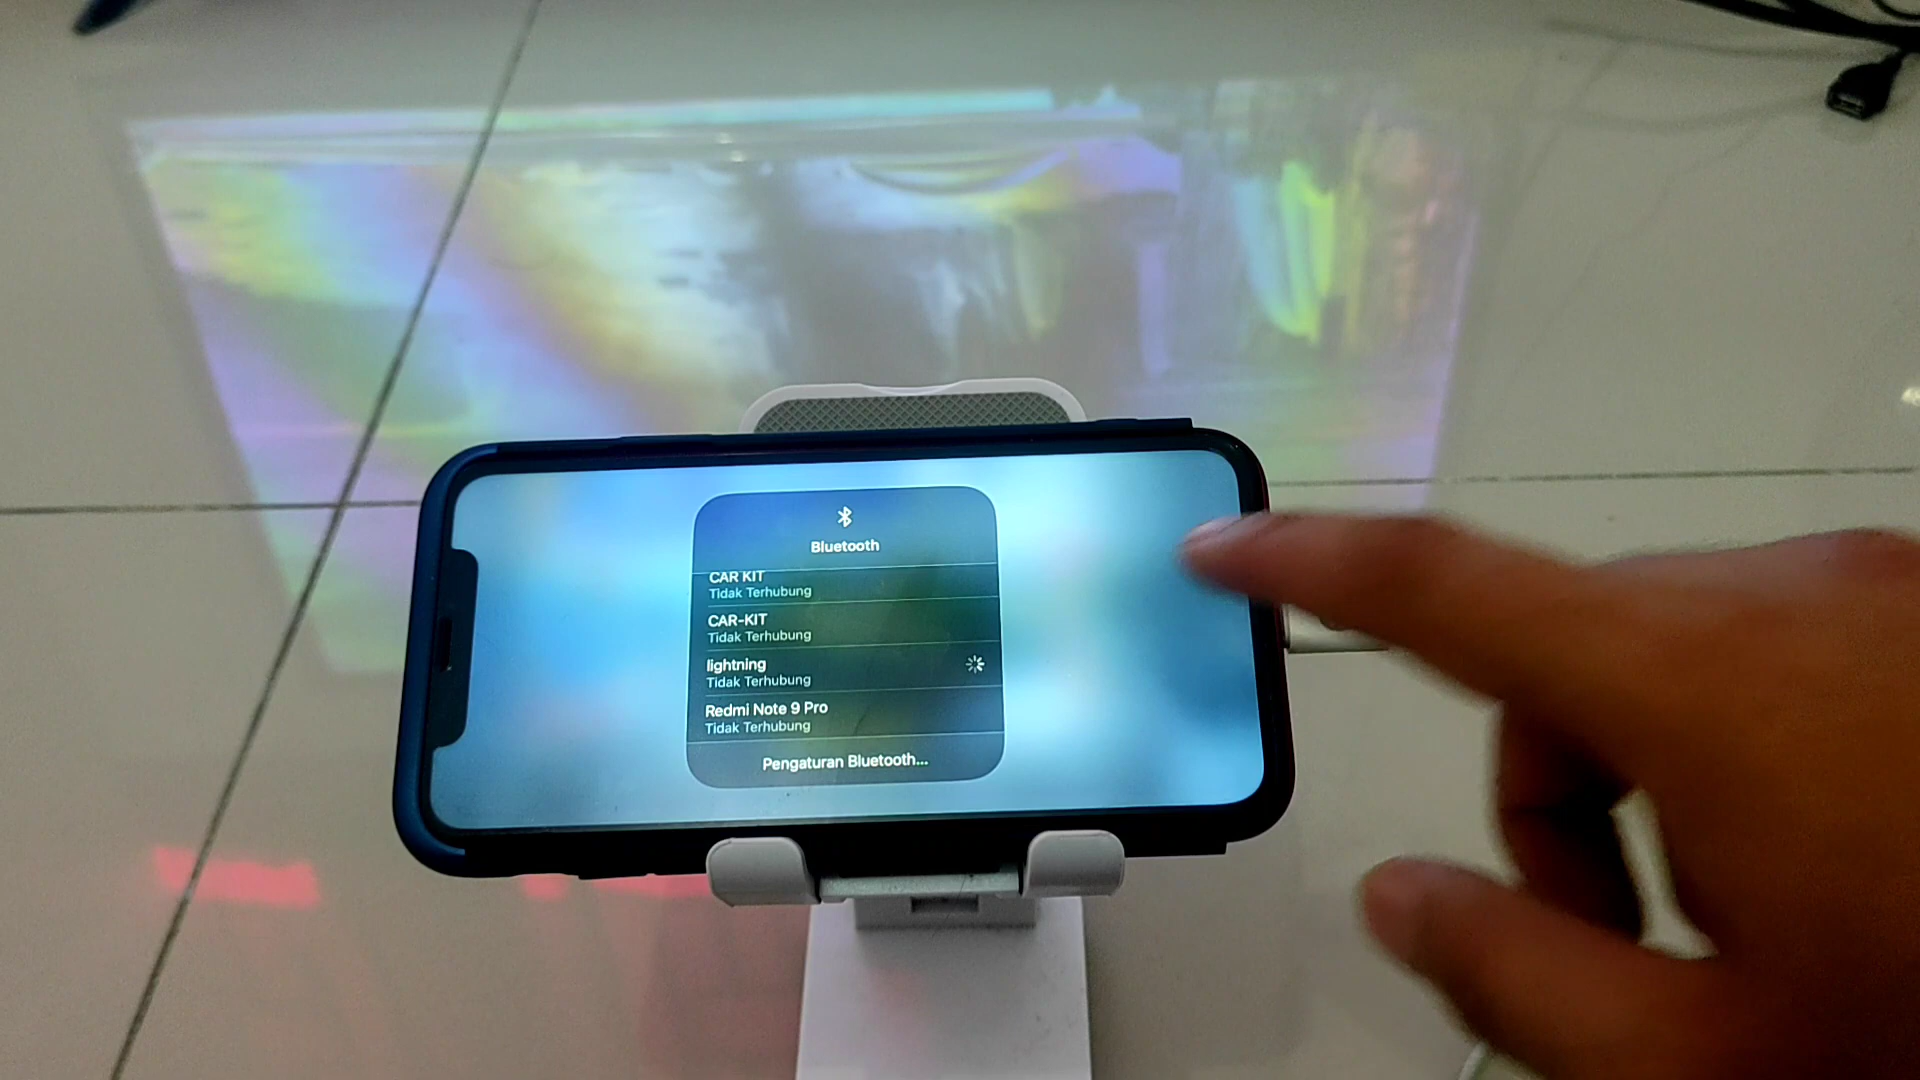 Bluetooth
CAR KIT
Tidak Terhubung
CAR-KIT
Tidak Terhubung
lightning
Tidak Terhubung
Redmi Note 9 Pro
Tidak Terhubung
Pengaturan Bluetooth...